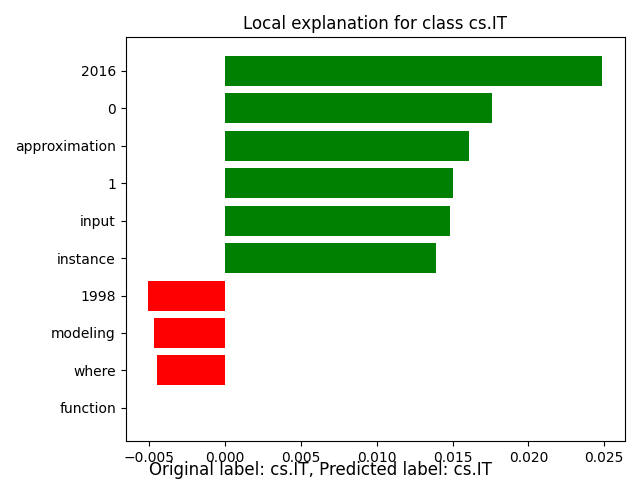 Local explanation for class cs.IT
2016
0
approximation
1
input
instance
1998
modeling
where
function
−0.005 0.000 0.005 0.010 0.015 0.020 0.025
Original label: cs.IT, Predicted label: cs.IT